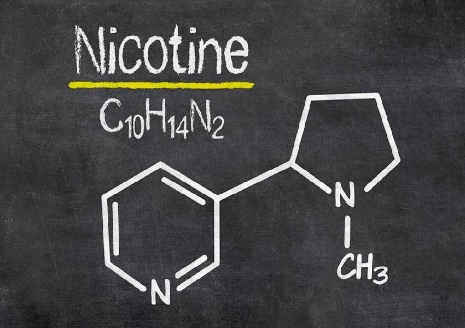 Nicotine
C₁₀H₁₄N₂
N
CH₃
N